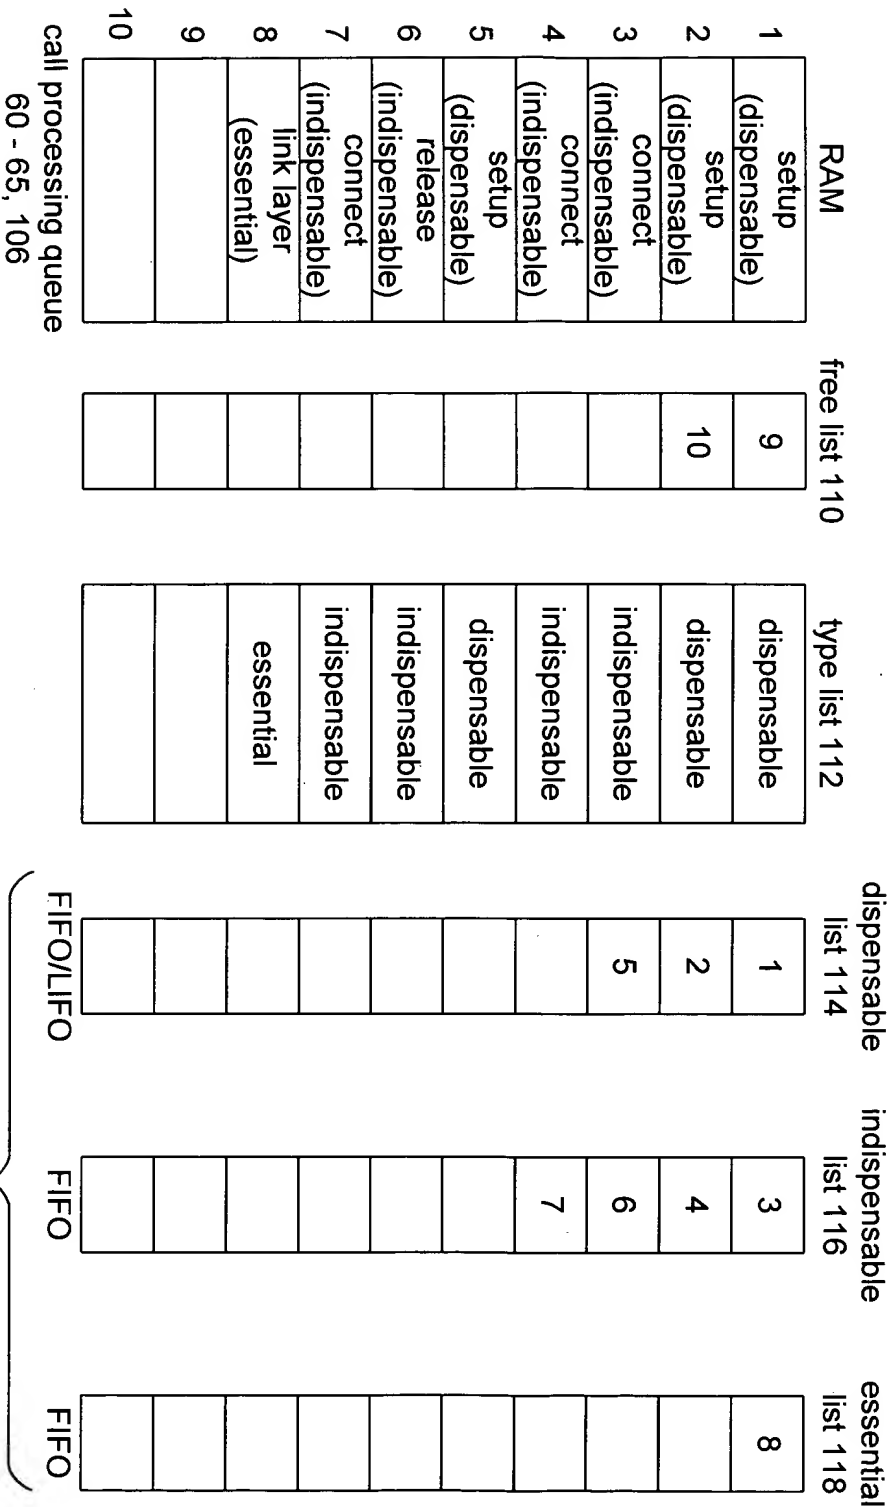 RAM
1
setup
(dispensable)
2
setup
(dispensable)
3
connect
(indispensable)
4
connect
(indispensable)
5
setup
(dispensable)
6
release
(indispensable)
7
connect
(indispensable)
8
link layer
(essential)
9
10
call processing queue
60 - 65, 106
free list 110
9
10
type list 112
dispensable
dispensable
indispensable
indispensable
dispensable
indispensable
indispensable
essential
dispensable
list 114
1
2
5
FIFO/LIFO
indispensable
list 116
3
4
6
7
FIFO
essential
list 118
8
FIFO